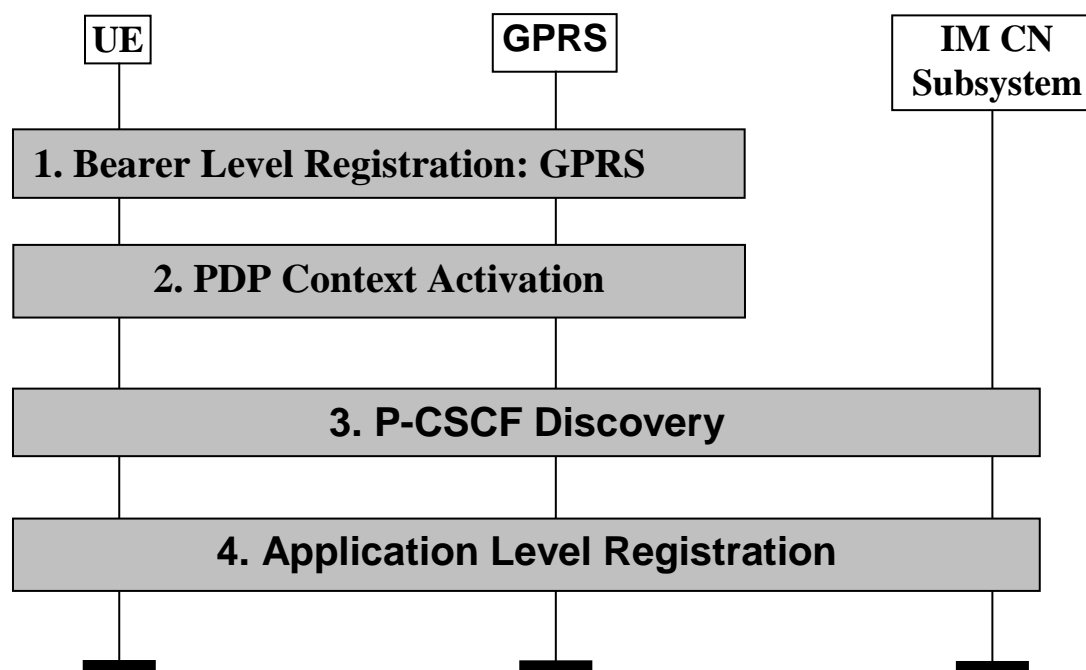 UE
GPRS
IM CN
Subsystem
1. Bearer Level Registration: GPRS
2. PDP Context Activation
3. P-CSCF Discovery
4. Application Level Registration